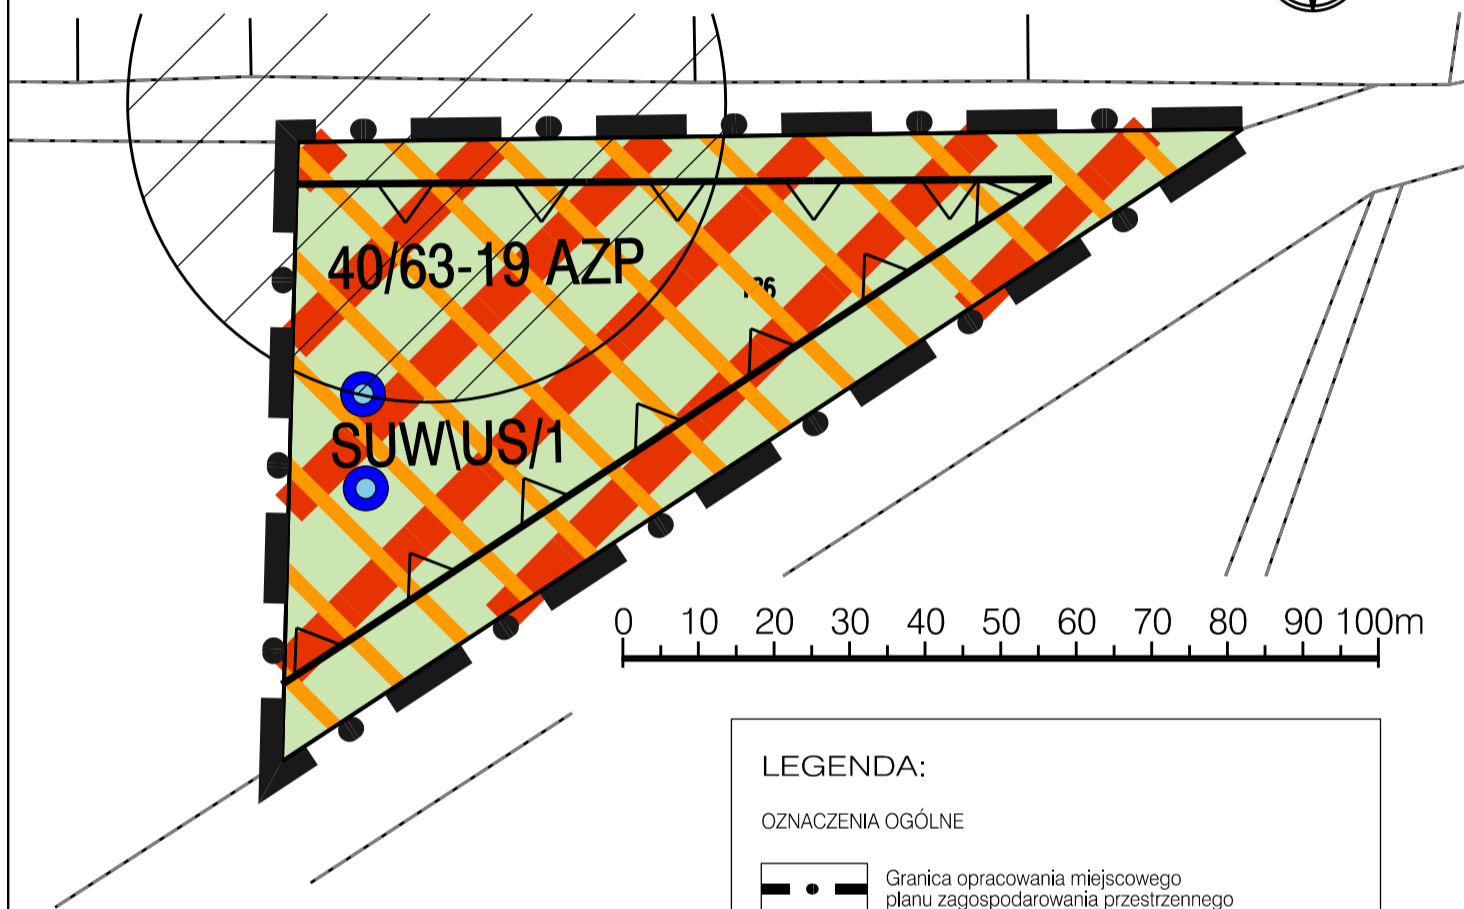 40/63-19 AZP
SUW\US/1
0 10 20 30 40 50 60 70 80 90 100m
LEGENDA:
OZNACZENIA OGÓLNE
Granica opracowania miejscowego
planu zagospodarowania przestrzennego